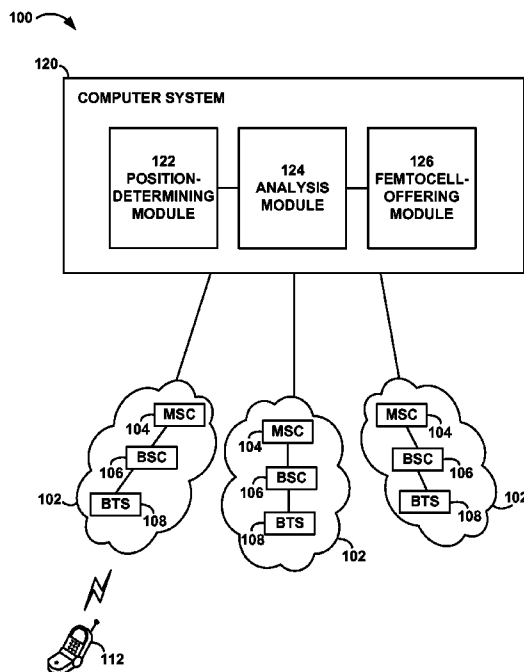 100
120
COMPUTER SYSTEM
122
POSITION-
DETERMINING
MODULE
124
ANALYSIS
MODULE
126
FEMTOCELL-
OFFERING
MODULE
MSC
104
BSC
106
BTS
102
108
MSC
104
BSC
106
BTS
108
102
MSC
104
BSC
106
BTS
102
108
112